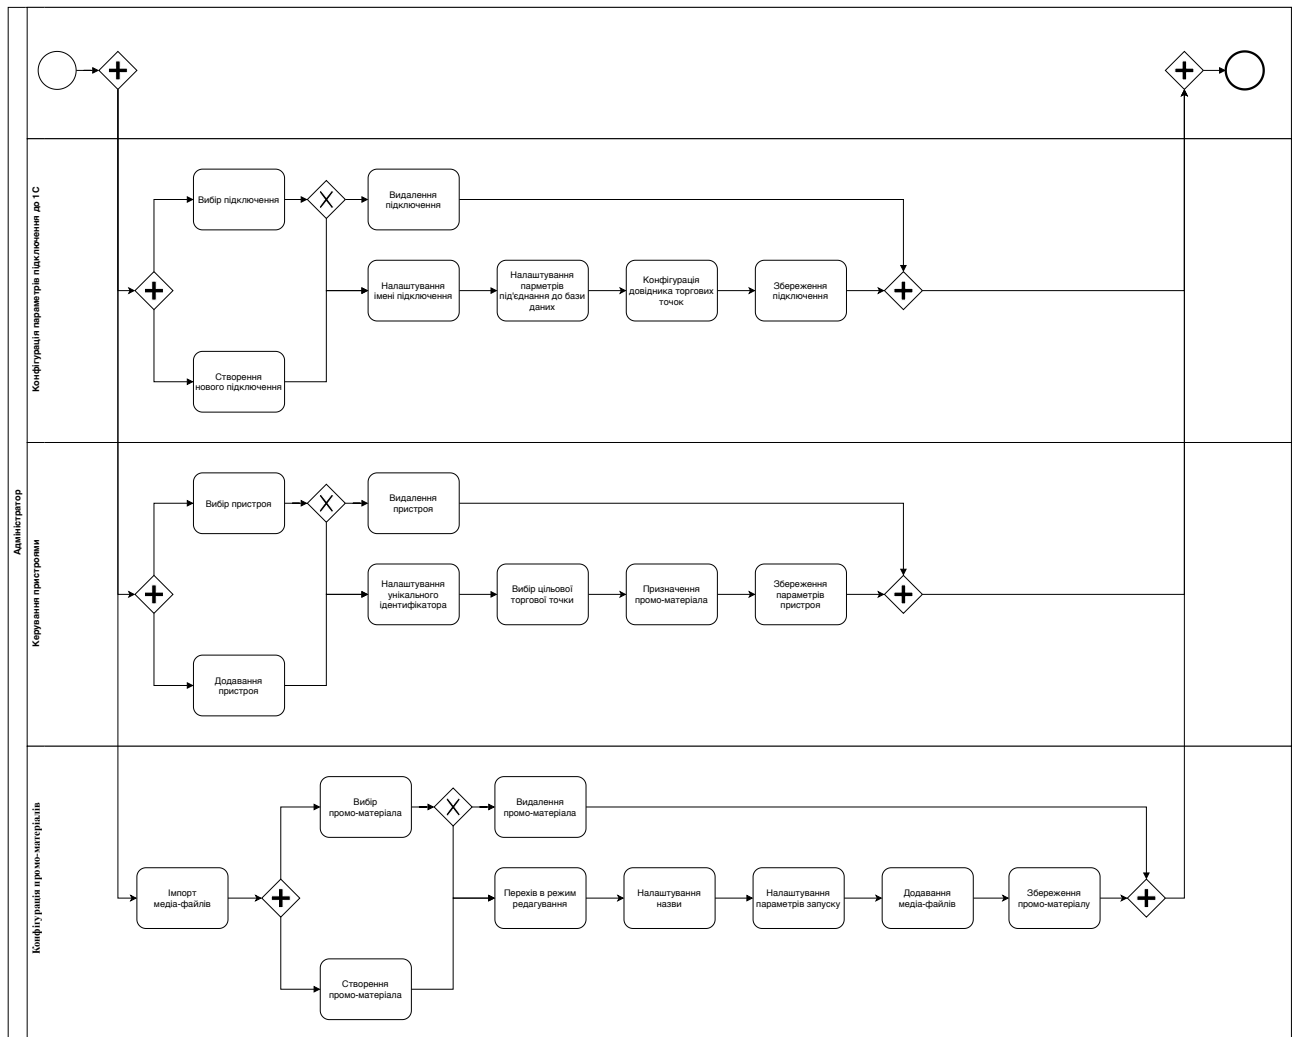 Адміністратор
Конфігурація параметрів підключення до 1С
Вибір підключення
Видалення
підключення
Налаштування
імені підключення
Налаштування
парметрів
під'єднання до бази
даних
Конфігурація
довідника торгових
точок
Збереження
підключення
Створення
нового підключення
Керування пристроями
Вибір пристроя
Видалення
пристроя
Налаштування
унікального
ідентифікатора
Вибір цільової
торгової точки
Призначення
промо-матеріала
Збереження
параметрів
пристроя
Додавання
пристроя
Конфігурація промо-матеріалів
Вибір
промо-матеріала
Видалення
промо-матеріала
Імпорт
медіа-файлів
Перехів в режим
редагування
Налаштування
назви
Налаштування
параметрів запуску
Додавання
медіа-файлів
Збереження
промо-матеріалу
Створення
промо-матеріала